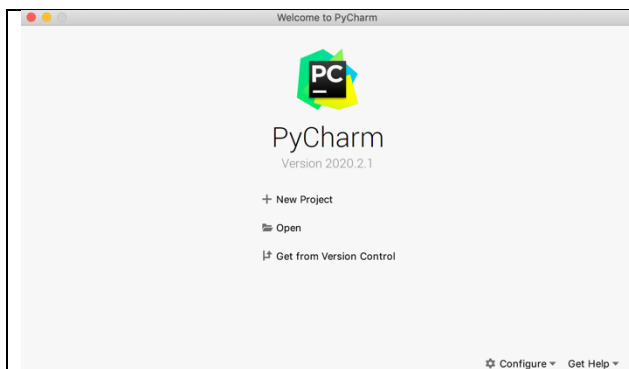 Welcome to PyCharm
PC
PyCharm
Version 2020.2.1
New Project
Open
Get from Version Control
Configure Get Help